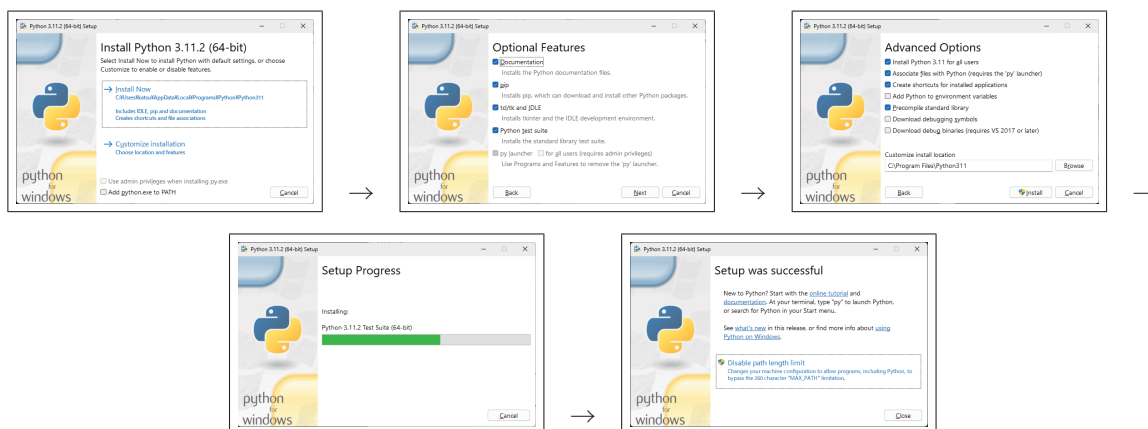 Python 3.11.2 (64-bit) Setup
Install Python 3.11.2 (64-bit)
Select Install Now to install Python with default settings, or choose
Customize to enable or disable features.
→ Install Now
C:¥Users¥katsu¥AppData¥Local¥Programs¥Python¥Python311
Includes IDLE, pip and documentation
Creates shortcuts and file associations
→ Customize installation
Choose location and features
Use admin privileges when installing py.exe
Add python.exe to PATH
Cancel
python
for
windows
→
Python 3.11.2 (64-bit) Setup
Optional Features
Documentation
Installs the Python documentation files.
pip
Installs pip, which can download and install other Python packages.
tcl/tk and IDLE
Installs tkinter and the IDLE development environment.
Python test suite
Installs the standard library test suite.
py launcher for all users (requires admin privileges)
Use Programs and Features to remove the 'py' launcher.
Back Next Cancel
python
for
windows
→
Python 3.11.2 (64-bit) Setup
Advanced Options
Install Python 3.11 for all users
Associate files with Python (requires the 'py' launcher)
Create shortcuts for installed applications
Add Python to environment variables
Precompile standard library
Download debugging symbols
Download debug binaries (requires VS 2017 or later)
Customize install location
C:\Program Files\Python311 Browse
Back Install Cancel
python
for
windows
Python 3.11.2 (64-bit) Setup
Setup Progress
Installing:
Python 3.11.2 Test Suite (64-bit)
Cancel
python
for
windows
→
Python 3.11.2 (64-bit) Setup
Setup was successful
New to Python? Start with the online tutorial and
documentation. At your terminal, type "py" to launch Python,
or search for Python in your Start menu.
See what's new in this release, or find more info about using
Python on Windows.
Disable path length limit
Changes your machine configuration to allow programs, including Python, to
bypass the 260 character "MAX_PATH" limitation.
Close
python
for
windows